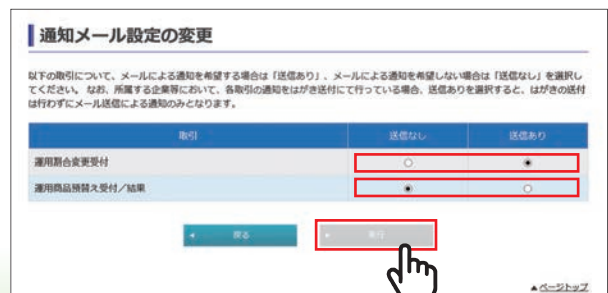 通知メール設定の変更
以下の取引について、メールによる通知を希望する場合は「送信あり」、メールによる通知を希望しない場合は「送信なし」を選択し
てください。 なお、所属する企業等において、各取引の通知をはがき送付にて行っている場合、送信ありを選択すると、はがきの送付
は行わずにメール送信による通知のみとなります。
取引 送信なし 送信あり
運用割合変更受付
運用商品預替え受付/結果
戻る 実行
▲ページトップ